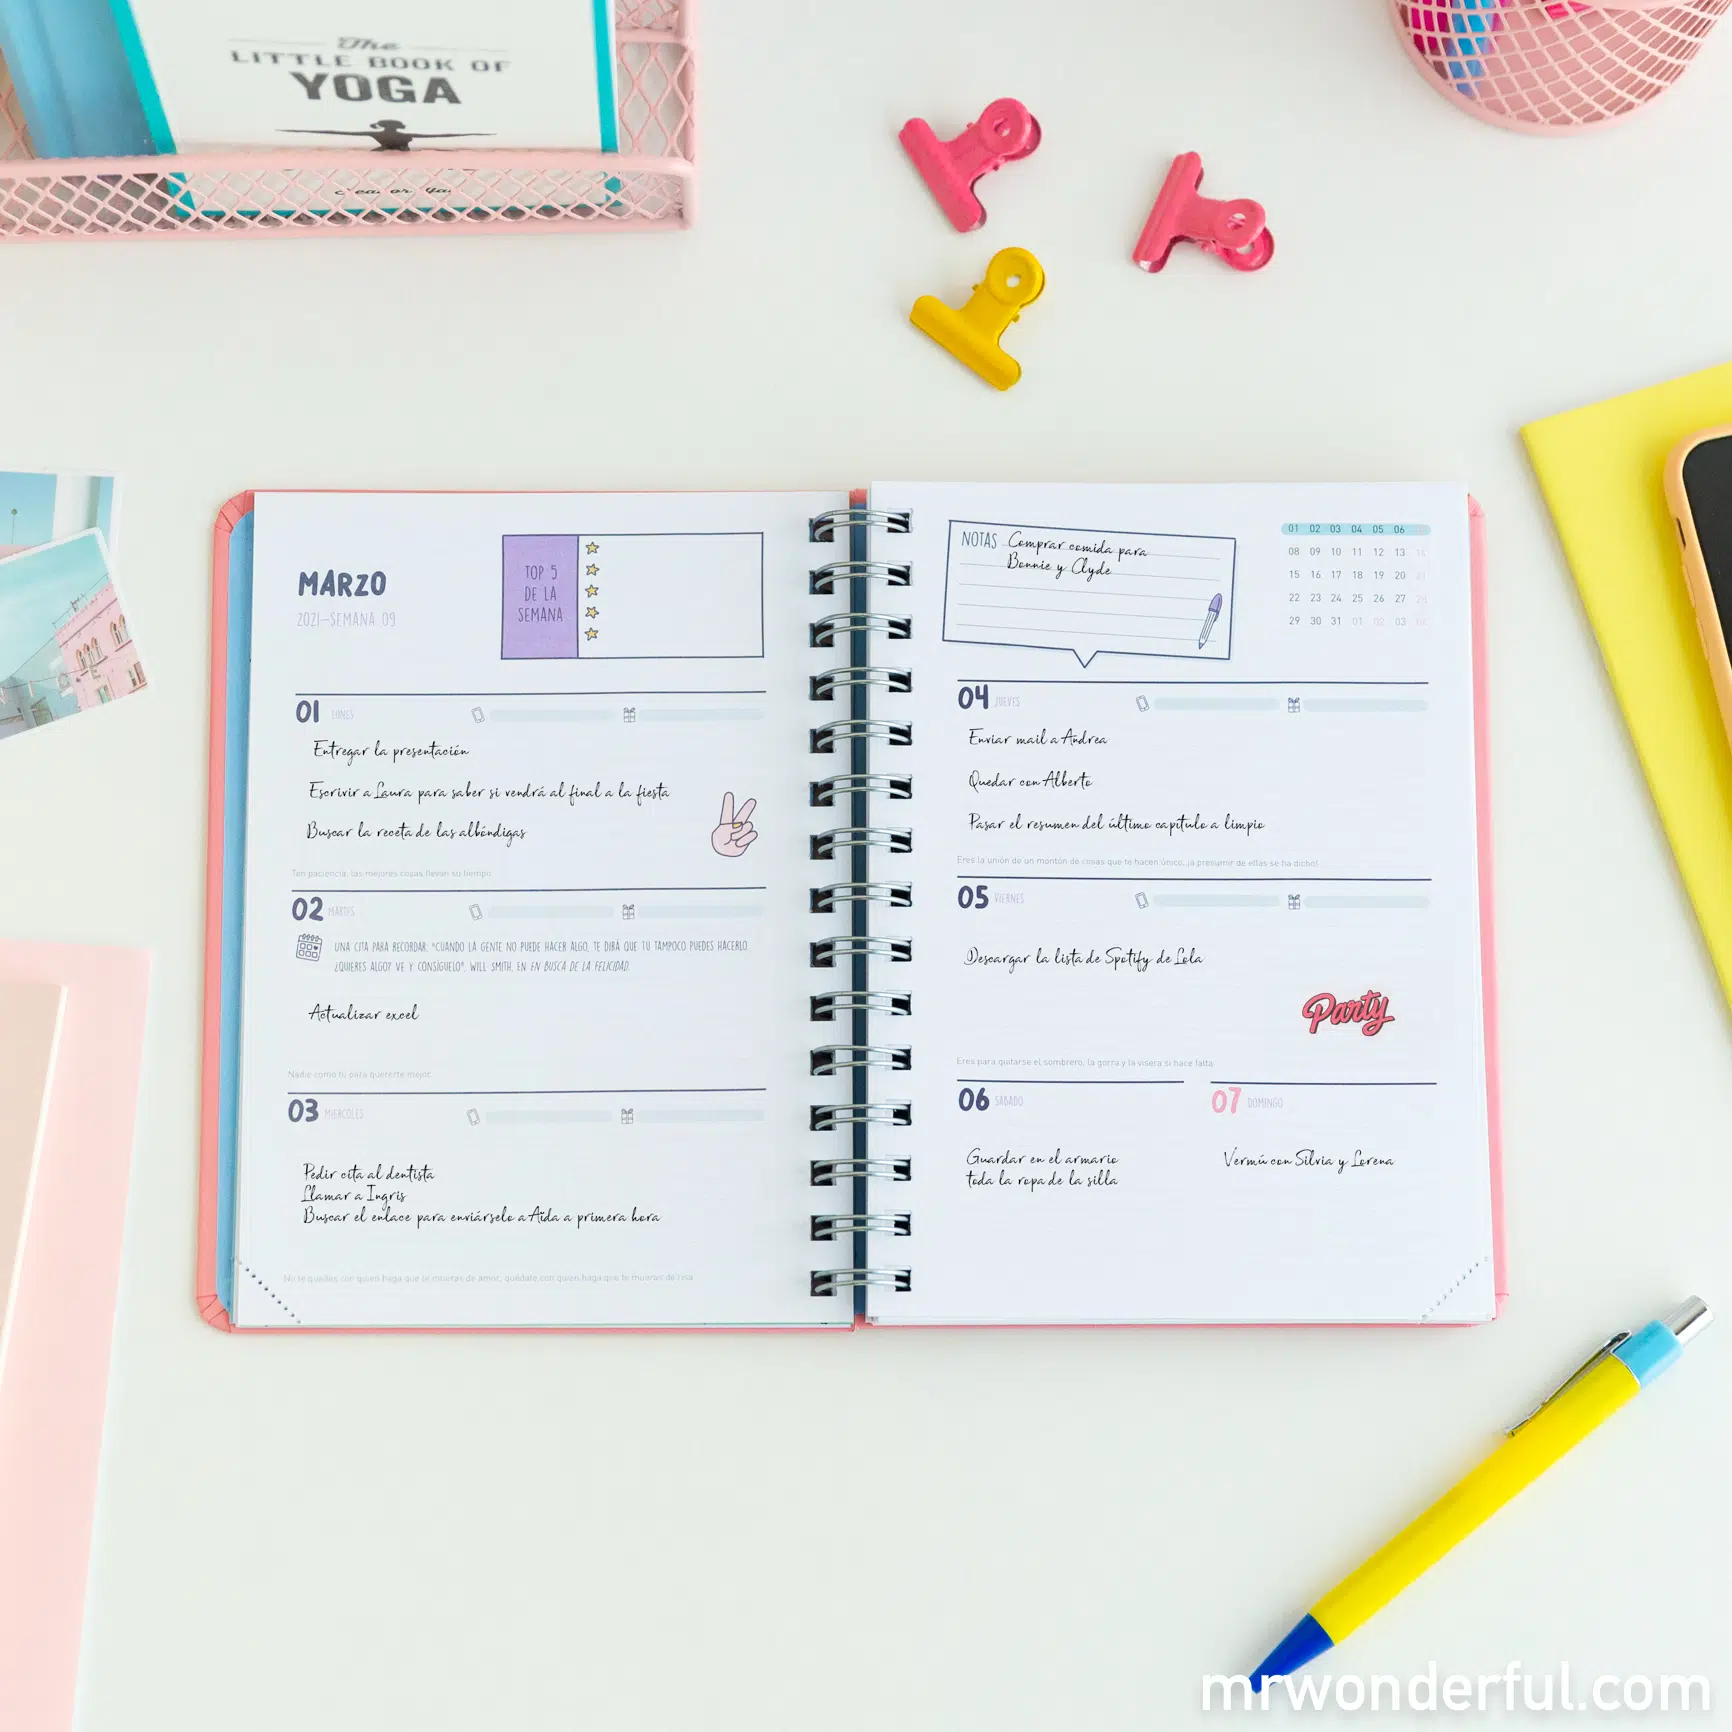 The
LITTLE BOOK OF
YOGA
MARZO
2021—SEMANA 09
TOP 5
DE LA
SEMANA
01 LUNES
Entregar la presentación
Escrivir a Laura para saber si vendrá al final a la fiesta
Buscar la receta de las albóndigas
Ten paciencia, las mejores cosas llevan su tiempo.
02 MARTES
UNA CITA PARA RECORDAR: "CUANDO LA GENTE NO PUEDE HACER ALGO, TE DIRÁ QUE TÚ TAMPOCO PUEDES HACERLO.
¿QUIERES ALGO? VE Y CONSÍGUELO". WILL SMITH, EN EN BUSCA DE LA FELICIDAD.
Actualizar excel
Nadie como tú para quererte mejor.
03 MIÉRCOLES
Pedir cita al dentista
Llamar a Ingris
Buscar el enlace para enviárselo a Aïda a primera hora
No te quedes con quien haga que te mueras de amor, quédate con quien haga que te mueras de risa.
NOTAS Comprar comida para
Bonnie y Clyde
01 02 03 04 05 06
08 09 10 11 12 13 14
15 16 17 18 19 20 21
22 23 24 25 26 27 28
29 30 31 01 02 03 04
04 JUEVES
Enviar mail a Andrea
Quedar con Alberto
Pasar el resumen del último capítulo a limpio
Eres la unión de un montón de cosas que te hacen único, ¡a presumir de ellas se ha dicho!
05 VIERNES
Descargar la lista de Spotify de Lola
Party
Eres para quitarse el sombrero, la gorra y la visera si hace falta.
06 SÁBADO
Guardar en el armario
toda la ropa de la silla
07 DOMINGO
Vermú con Silvia y Lorena
mrwonderful.com